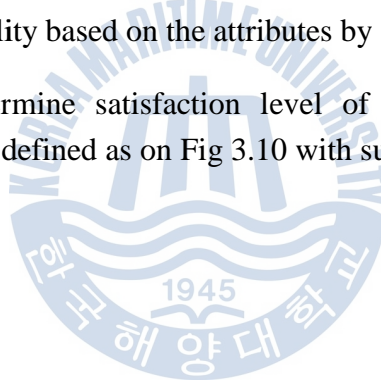 lity based on the attributes by
rmine satisfaction level of
defined as on Fig 3.10 with su
KOREA MARITIME UNIVERSITY
1945
한국해양대학교